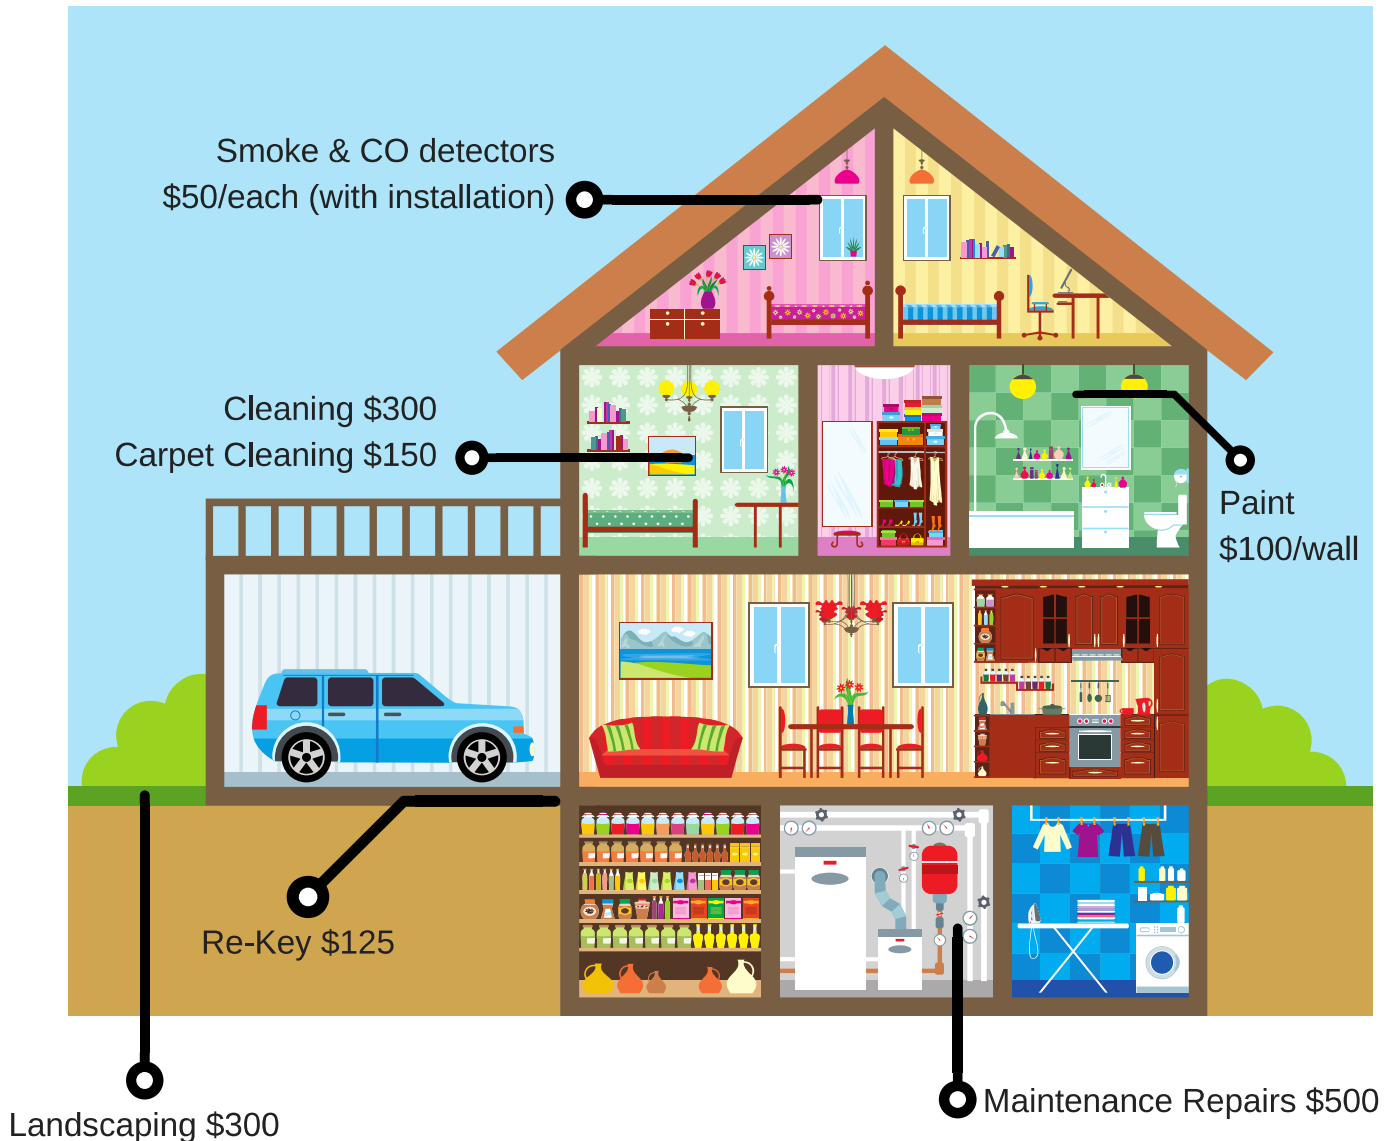 Smoke & CO detectors
$50/each (with installation)
Cleaning $300
Carpet Cleaning $150
Paint
$100/wall
Re-Key $125
Landscaping $300
Maintenance Repairs $500